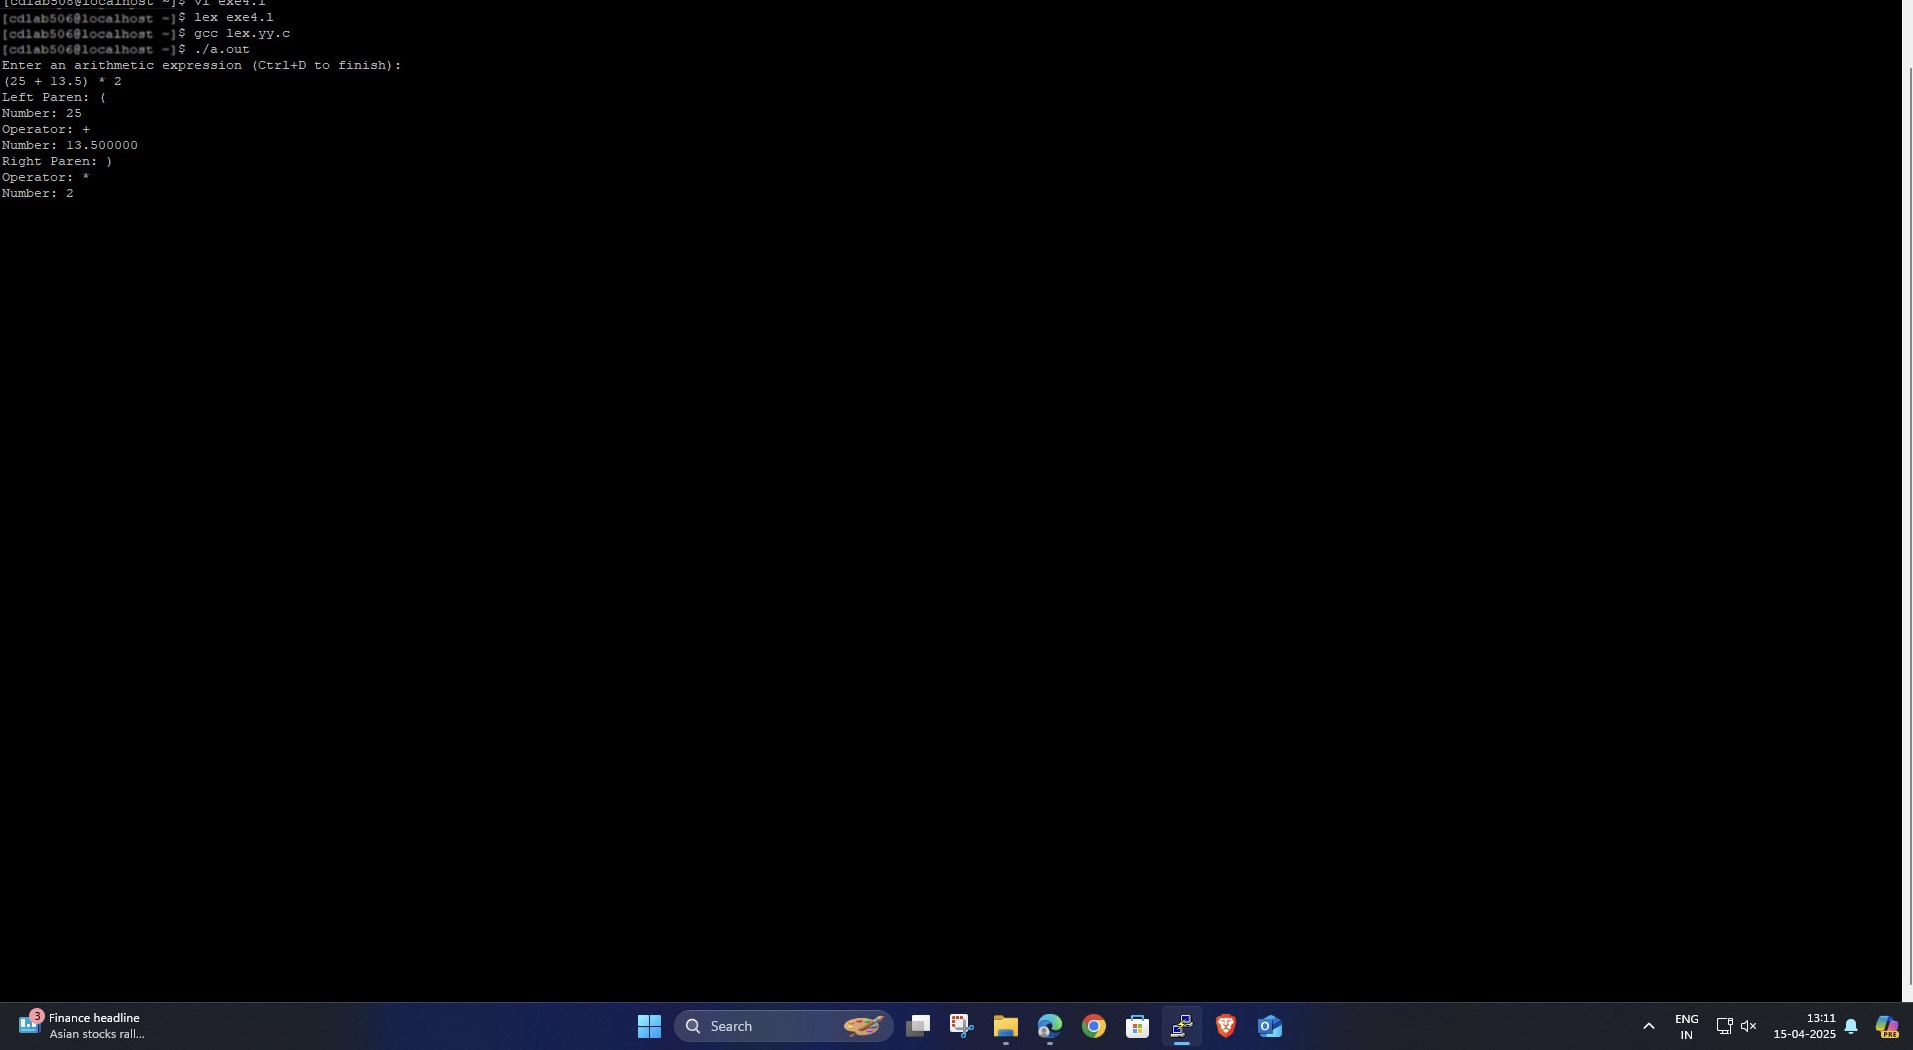 [cdlab506@localhost ~]$ vi exe4.l
[cdlab506@localhost ~]$ lex exe4.l
[cdlab506@localhost ~]$ gcc lex.yy.c
[cdlab506@localhost ~]$ ./a.out
Enter an arithmetic expression (Ctrl+D to finish):
(25 + 13.5) * 2
Left Paren: (
Number: 25
Operator: +
Number: 13.500000
Right Paren: )
Operator: *
Number: 2
3
Finance headline
Asian stocks rall...
Search
ENG
IN
13:11
15-04-2025
PRE